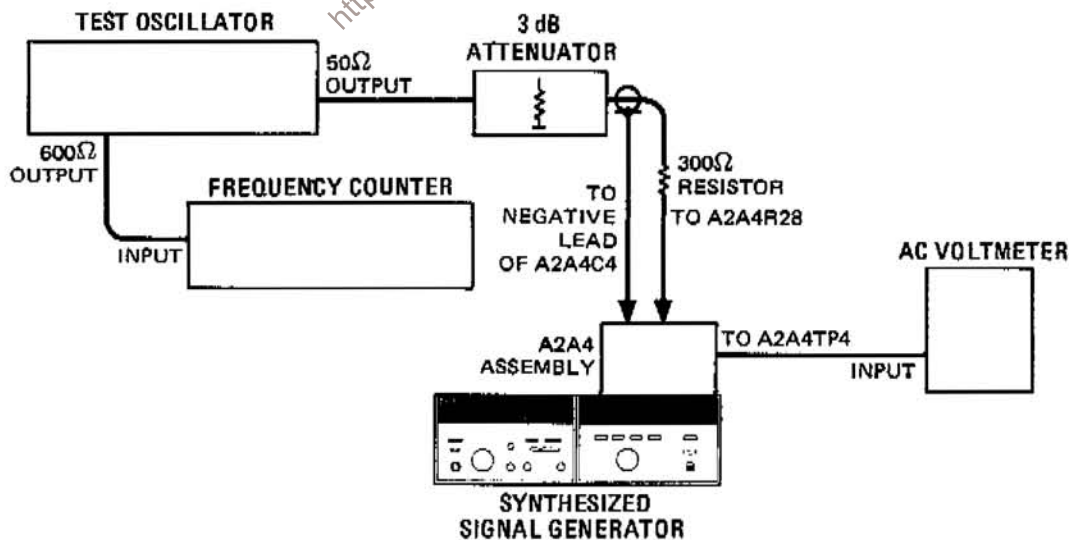 http
TEST OSCILLATOR
3 dB
ATTENUATOR
50Ω
OUTPUT
600Ω
OUTPUT
FREQUENCY COUNTER
INPUT
TO
NEGATIVE
LEAD
OF A2A4C4
300Ω
RESISTOR
TO A2A4R28
AC VOLTMETER
A2A4
ASSEMBLY
TO A2A4TP4
INPUT
SYNTHESIZED
SIGNAL GENERATOR